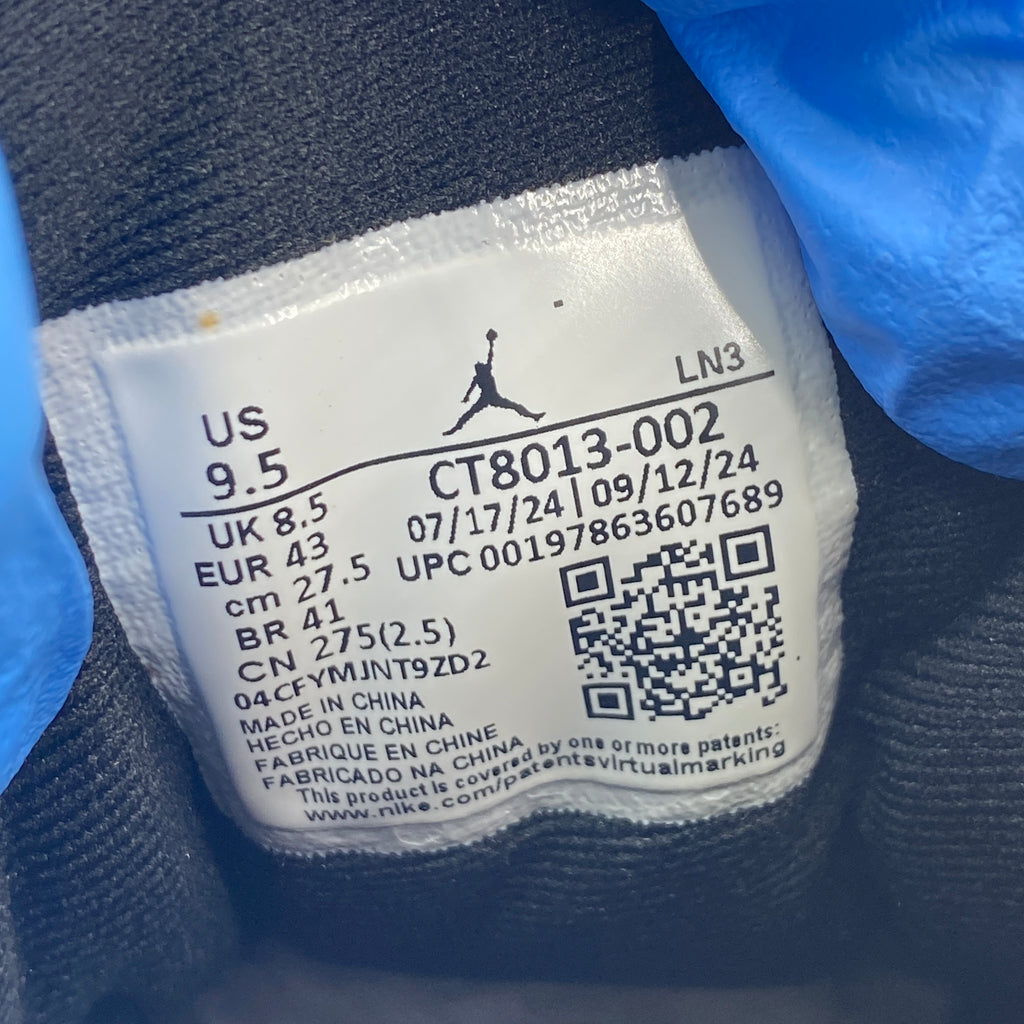 LN3
US
9.5
CT8013-002
07/17/24 | 09/12/24
UPC 00197863607689
UK 8.5
EUR 43
cm 27.5
BR 41
CN 275(2.5)
04CFYMJNT9ZD2
MADE IN CHINA
HECHO EN CHINA
FABRIQUE EN CHINE
FABRICADO NA CHINA
This product is covered by one or more patents:
www.nike.com/patentsvirtualmarking